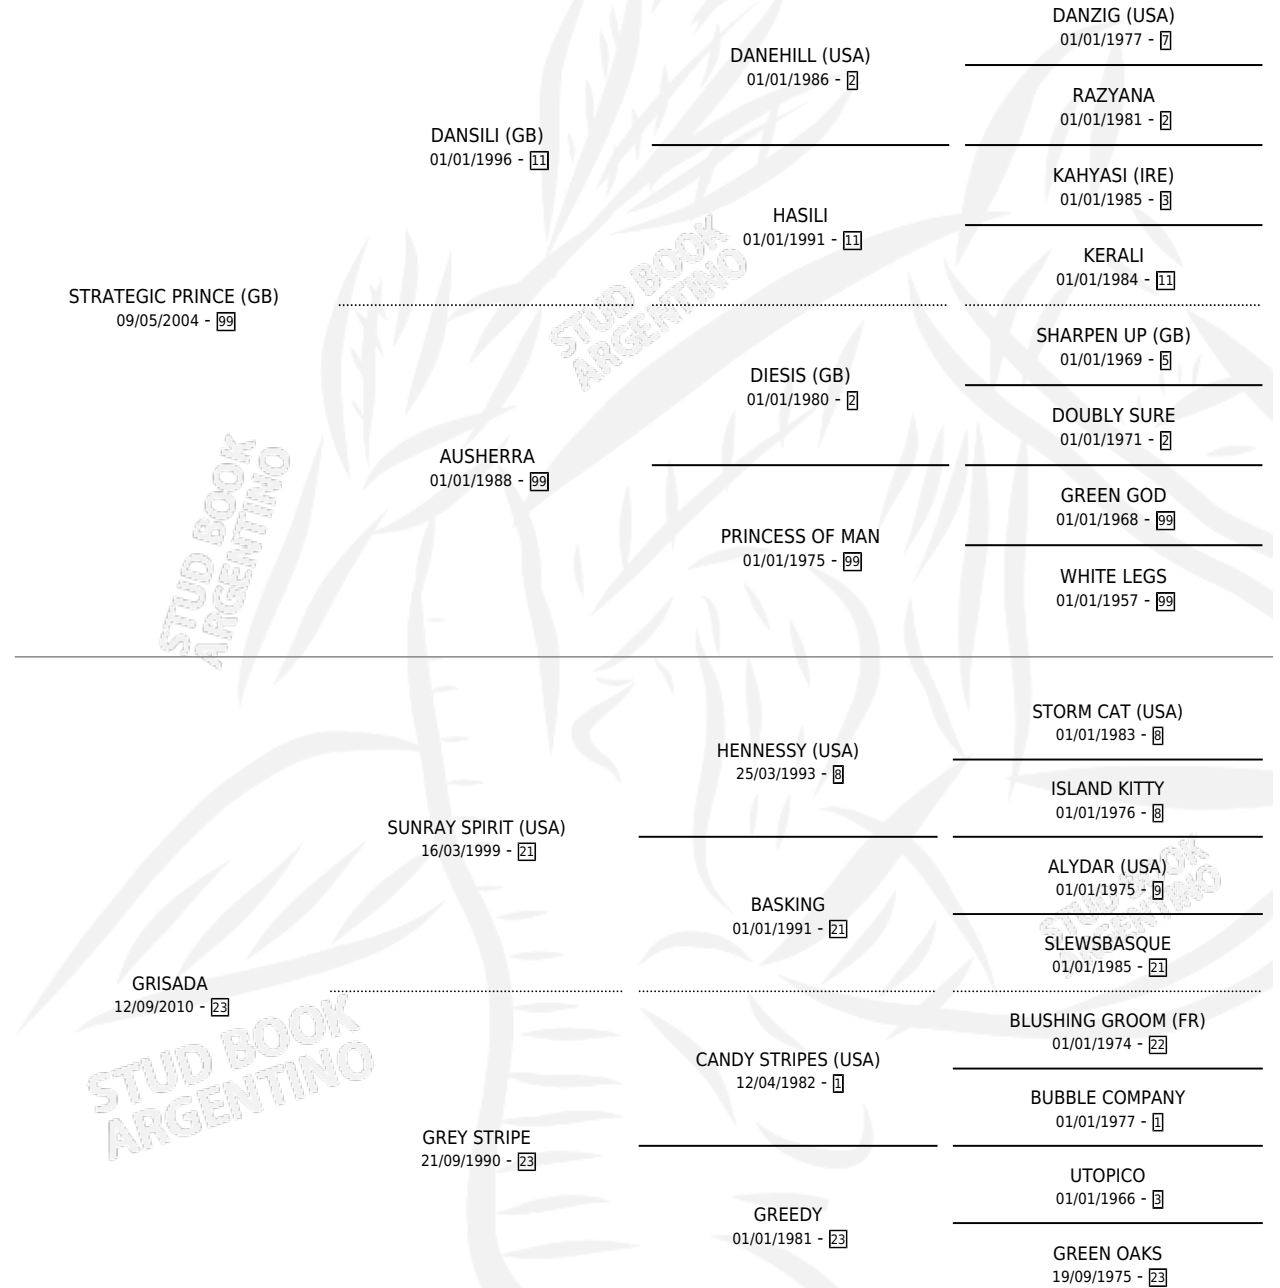 DANZIG (USA)
01/01/1977 - 7
DANEHILL (USA)
01/01/1986 - 2
RAZYANA
01/01/1981 - 2
DANSILI (GB)
01/01/1996 - 11
KAHYASI (IRE)
01/01/1985 - 3
HASILI
01/01/1991 - 11
KERALI
01/01/1984 - 11
STRATEGIC PRINCE (GB)
09/05/2004 - 99
SHARPEN UP (GB)
01/01/1969 - 5
DIESIS (GB)
01/01/1980 - 2
DOUBLY SURE
01/01/1971 - 2
AUSHERRA
01/01/1988 - 99
GREEN GOD
01/01/1968 - 99
PRINCESS OF MAN
01/01/1975 - 99
WHITE LEGS
01/01/1957 - 99
STUD BOOK
ARGENTINO
STUD BOOK
ARGENTINO
STORM CAT (USA)
01/01/1983 - 8
HENNESSY (USA)
25/03/1993 - 8
ISLAND KITTY
01/01/1976 - 8
SUNRAY SPIRIT (USA)
16/03/1999 - 21
ALYDAR (USA)
01/01/1975 - 9
BASKING
01/01/1991 - 21
SLEWSBASQUE
01/01/1985 - 21
GRISADA
12/09/2010 - 23
BLUSHING GROOM (FR)
01/01/1974 - 22
CANDY STRIPES (USA)
12/04/1982 - 1
BUBBLE COMPANY
01/01/1977 - 1
GREY STRIPE
21/09/1990 - 23
UTOPICO
01/01/1966 - 3
GREEDY
01/01/1981 - 23
GREEN OAKS
19/09/1975 - 23
STUD BOOK
ARGENTINO
STUD BOOK
ARGENTINO